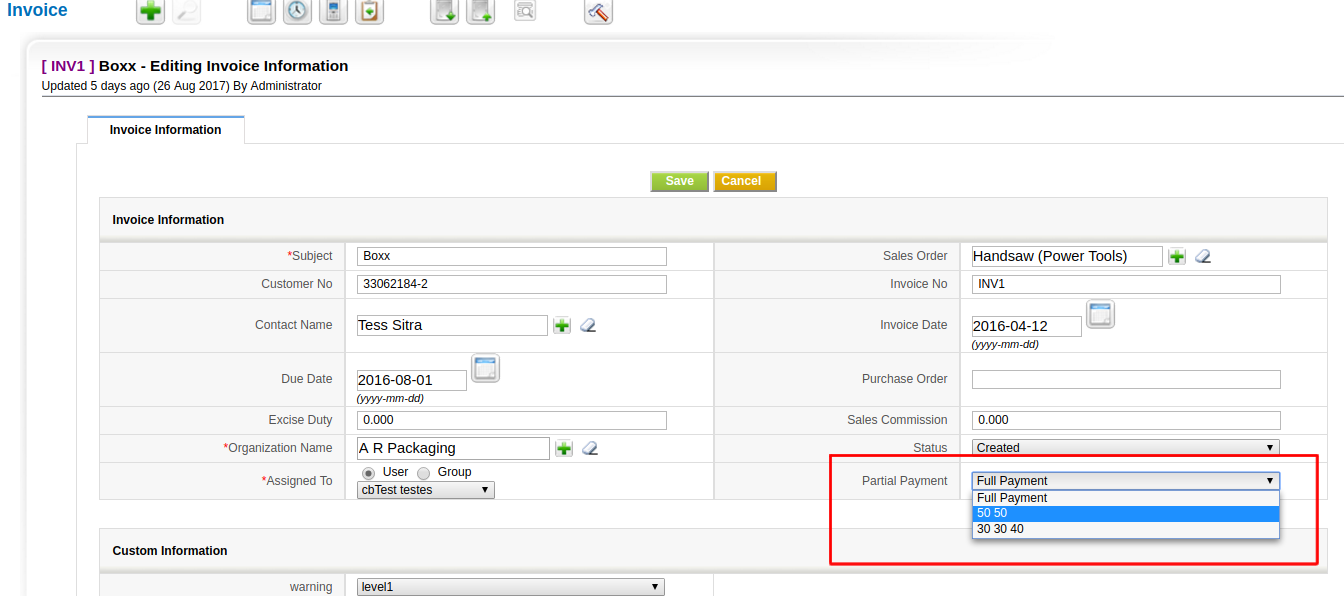 Invoice
[ INV1 ] Boxx - Editing Invoice Information
Updated 5 days ago (26 Aug 2017) By Administrator
Invoice Information
Save Cancel
Invoice Information
*Subject Boxx Sales Order Handsaw (Power Tools)
Customer No 33062184-2 Invoice No INV1
Contact Name Tess Sitra Invoice Date 2016-04-12
(yyyy-mm-dd)
Due Date 2016-08-01 Purchase Order
(yyyy-mm-dd)
Excise Duty 0.000 Sales Commission 0.000
*Organization Name A R Packaging Status Created
*Assigned To User Group Partial Payment Full Payment
cbTest testes
Full Payment
50 50
30 30 40
Custom Information
warning level1